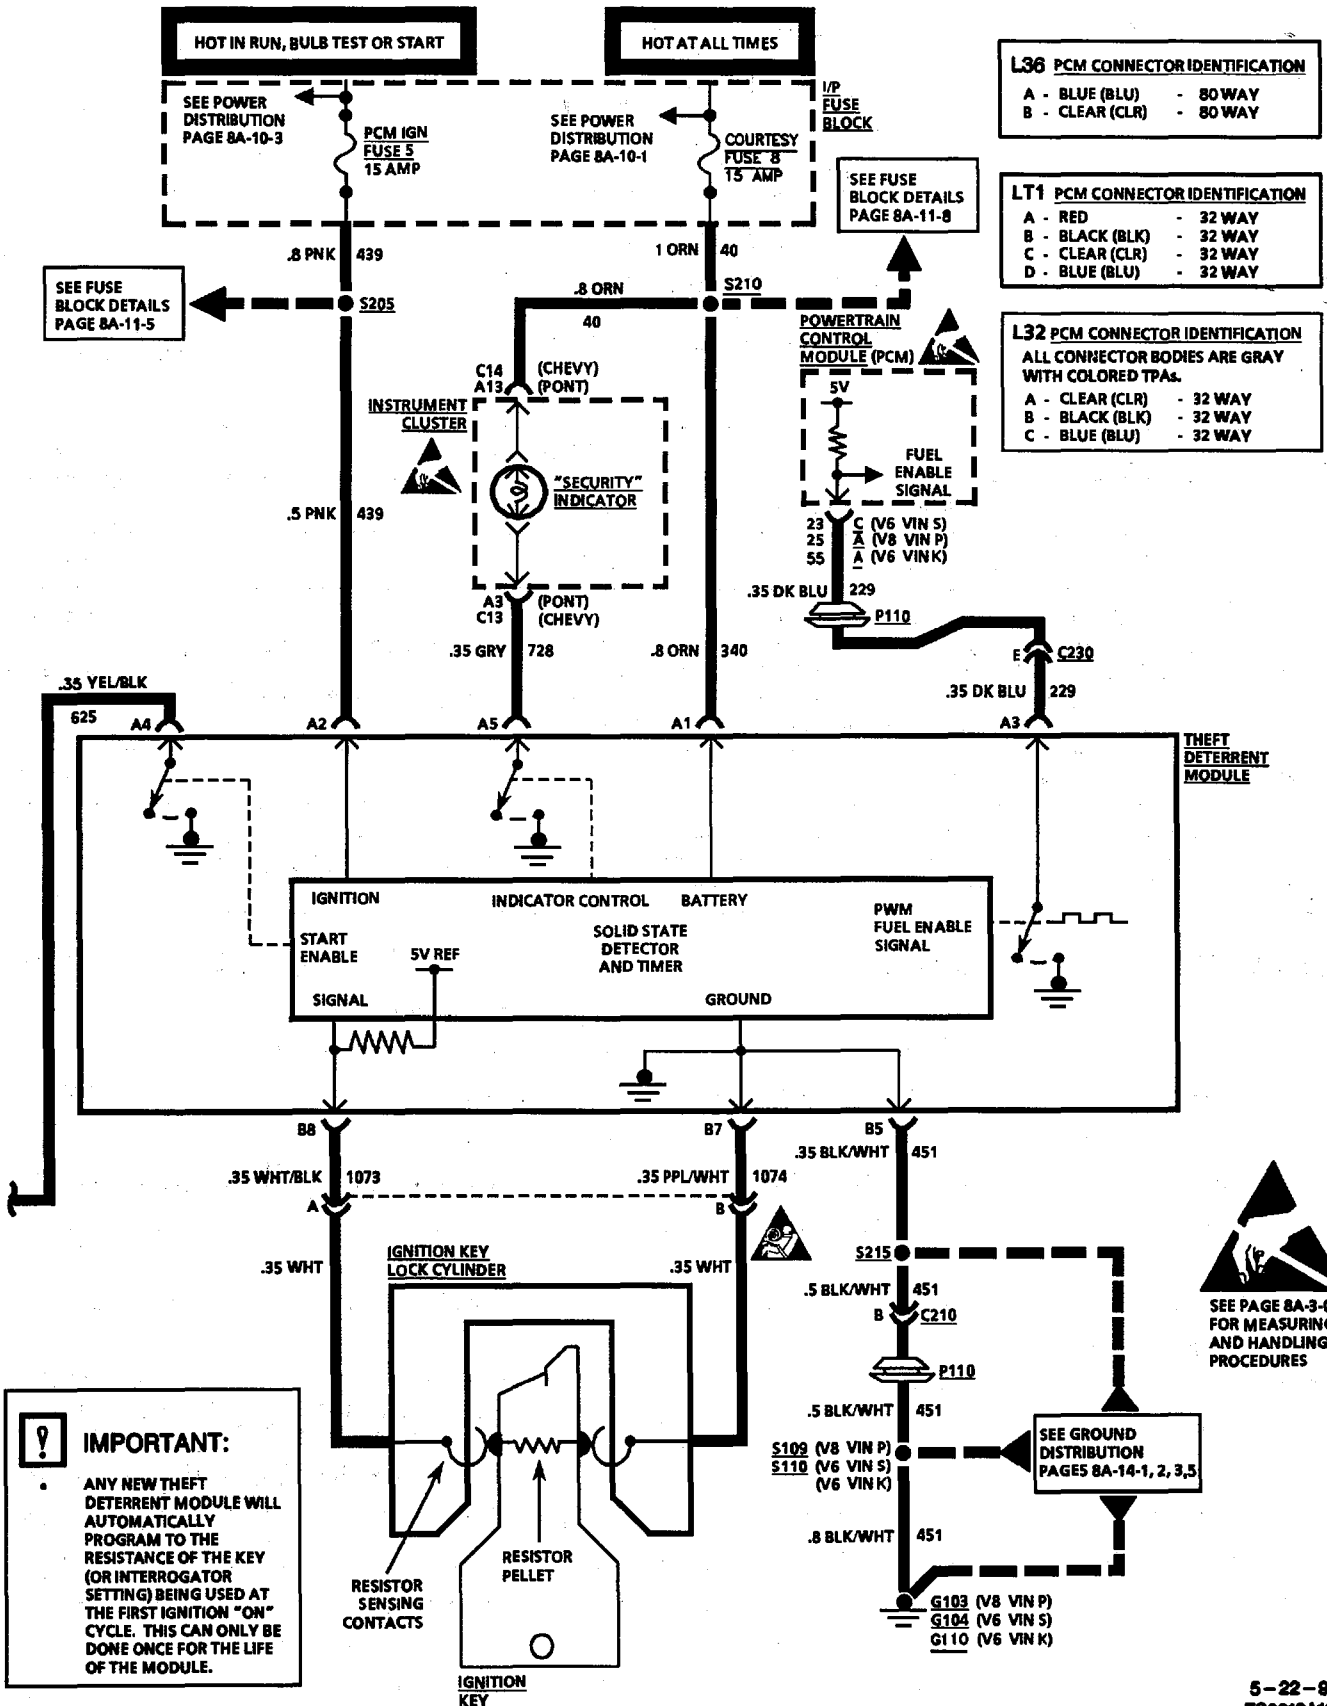 HOT IN RUN, BULB TEST OR START
HOT AT ALL TIMES
SEE POWER
DISTRIBUTION
PAGE 8A-10-3
PCM IGN
FUSE 5
15 AMP
SEE POWER
DISTRIBUTION
PAGE 8A-10-1
COURTESY
FUSE 8
15 AMP
I/P
FUSE
BLOCK
L36 PCM CONNECTOR IDENTIFICATION
A - BLUE (BLU) - 80 WAY
B - CLEAR (CLR) - 80 WAY
SEE FUSE
BLOCK DETAILS
PAGE 8A-11-8
LT1 PCM CONNECTOR IDENTIFICATION
A - RED - 32 WAY
B - BLACK (BLK) - 32 WAY
C - CLEAR (CLR) - 32 WAY
D - BLUE (BLU) - 32 WAY
.8 PNK 439
1 ORN 40
SEE FUSE
BLOCK DETAILS
PAGE 8A-11-5
S205
.8 ORN
40
S210
POWERTRAIN
CONTROL
MODULE (PCM)
L32 PCM CONNECTOR IDENTIFICATION
ALL CONNECTOR BODIES ARE GRAY
WITH COLORED TPAs.
A - CLEAR (CLR) - 32 WAY
B - BLACK (BLK) - 32 WAY
C - BLUE (BLU) - 32 WAY
C14 (CHEVY)
A13 (PONT)
INSTRUMENT
CLUSTER
"SECURITY"
INDICATOR
5V
FUEL
ENABLE
SIGNAL
.5 PNK 439
23 C (V6 VIN S)
25 A (V8 VIN P)
55 A (V6 VIN K)
A3 (PONT)
C13 (CHEVY)
.35 DK BLU 229
P110
.35 GRY 728
.8 ORN 340
E C230
.35 DK BLU 229
.35 YEL/BLK
625
A4
A2
A5
A1
A3
THEFT
DETERRENT
MODULE
IGNITION
INDICATOR CONTROL
BATTERY
START
ENABLE
5V REF
SOLID STATE
DETECTOR
AND TIMER
PWM
FUEL ENABLE
SIGNAL
SIGNAL
GROUND
B8
B7
B5
.35 WHT/BLK 1073
.35 PPL/WHT 1074
.35 BLK/WHT 451
A
B
.35 WHT
IGNITION KEY
LOCK CYLINDER
.35 WHT
S215
.5 BLK/WHT 451
B C210
P110
.5 BLK/WHT 451
SEE PAGE 8A-3-
FOR MEASURING
AND HANDLING
PROCEDURES
S109 (V8 VIN P)
S110 (V6 VIN S)
(V6 VIN K)
SEE GROUND
DISTRIBUTION
PAGES 8A-14-1, 2, 3,5
.8 BLK/WHT 451
G103 (V8 VIN P)
G104 (V6 VIN S)
G110 (V6 VIN K)
RESISTOR
PELLET
RESISTOR
SENSING
CONTACTS
IGNITION
KEY
! IMPORTANT:
• ANY NEW THEFT
DETERRENT MODULE WILL
AUTOMATICALLY
PROGRAM TO THE
RESISTANCE OF THE KEY
(OR INTERROGATOR
SETTING) BEING USED AT
THE FIRST IGNITION "ON"
CYCLE. THIS CAN ONLY BE
DONE ONCE FOR THE LIFE
OF THE MODULE.
5-22-9